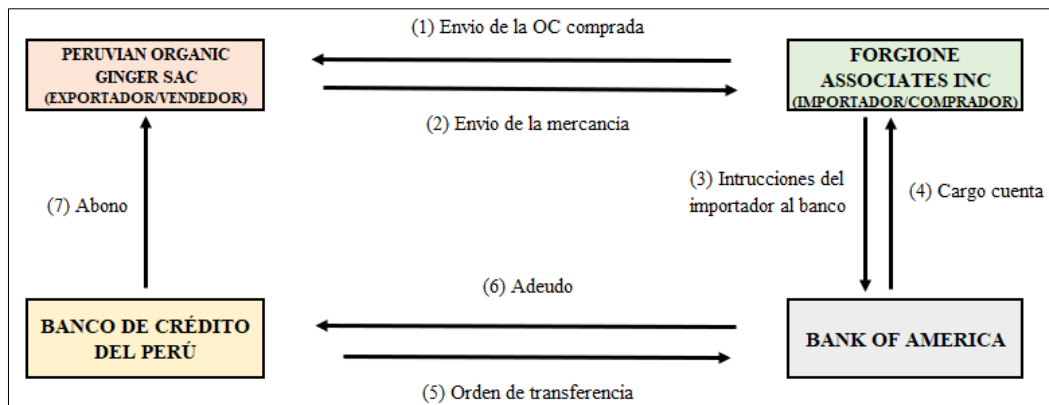 (1) Envio de la OC comprada
PERUVIAN ORGANIC
GINGER SAC
(EXPORTADOR/VENDEDOR)
FORGIONE
ASSOCIATES INC
(IMPORTADOR/COMPRADOR)
(2) Envio de la mercancia
(7) Abono
(3) Intrucciones del
importador al banco
(4) Cargo cuenta
(6) Adeudo
BANCO DE CRÉDITO
DEL PERÚ
BANK OF AMERICA
(5) Orden de transferencia